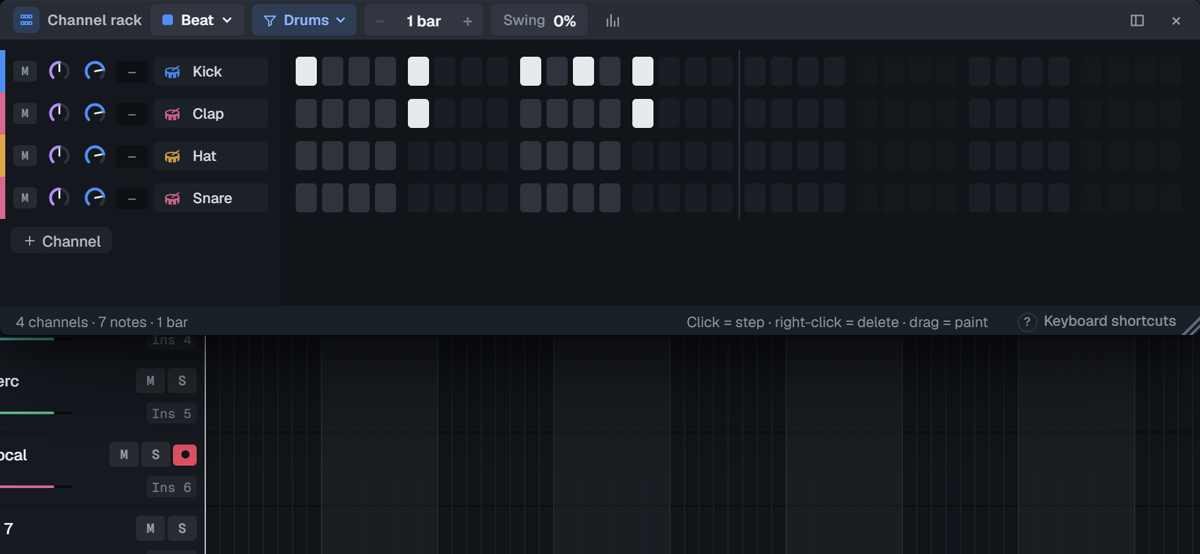 Channel rack Beat Drums − 1 bar + Swing 0%
M – Kick
M – Clap
M – Hat
M – Snare
+ Channel
4 channels · 7 notes · 1 bar Click = step · right-click = delete · drag = paint ? Keyboard shortcuts
Ins 4
erc M S
Ins 5
ocal M S
Ins 6
7 M S